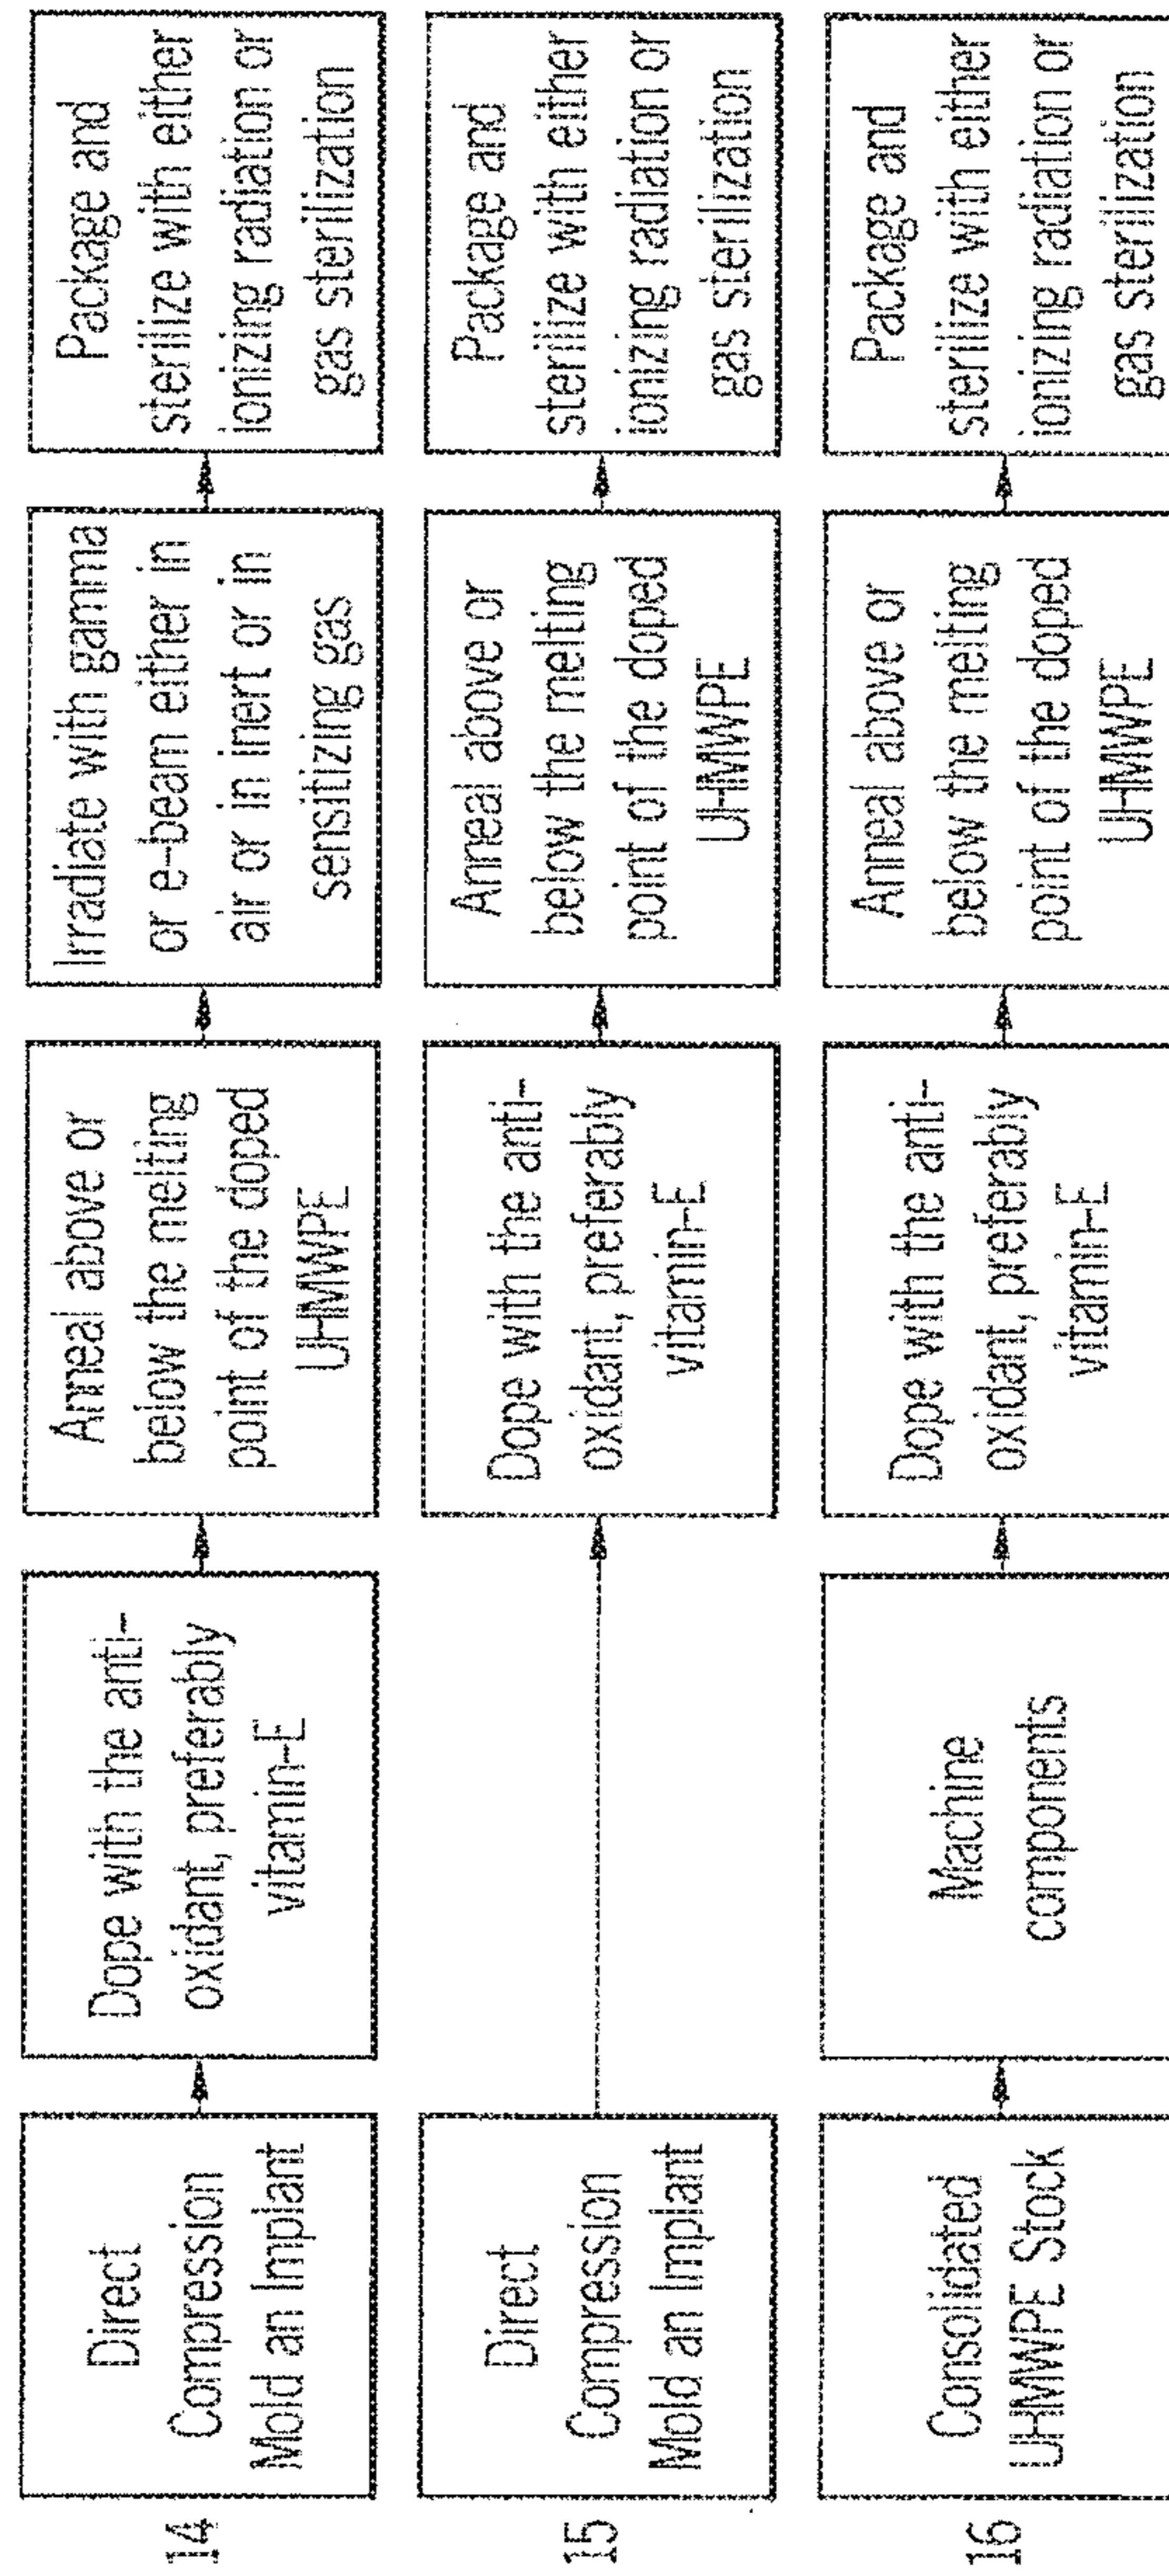 14
Direct
Compression
Mold an Implant
Dope with the anti-
oxidant, preferably
vitamin-E
Anneal above or
below the melting
point of the doped
UHMWPE
Irradiate with gamma
or e-beam either in
air or in inert or in
sensitizing gas
Package and
sterilize with either
ionizing radiation or
gas sterilization
15
Direct
Compression
Mold an Implant
Dope with the anti-
oxidant, preferably
vitamin-E
Anneal above or
below the melting
point of the doped
UHMWPE
Package and
sterilize with either
ionizing radiation or
gas sterilization
16
Consolidated
UHMWPE Stock
Machine
components
Dope with the anti-
oxidant, preferably
vitamin-E
Anneal above or
below the melting
point of the doped
UHMWPE
Package and
sterilize with either
ionizing radiation or
gas sterilization